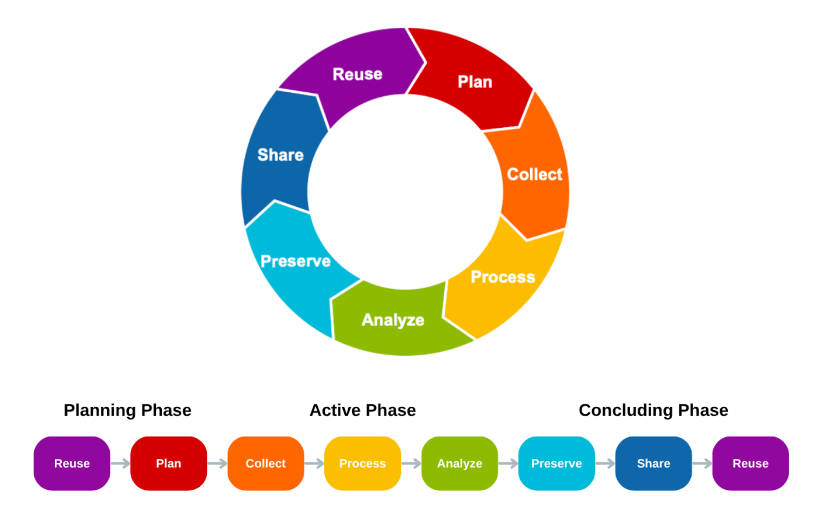 Reuse
Plan
Share
Collect
Preserve
Process
Analyze
Planning Phase Active Phase Concluding Phase
Reuse Plan Collect Process Analyze Preserve Share Reuse